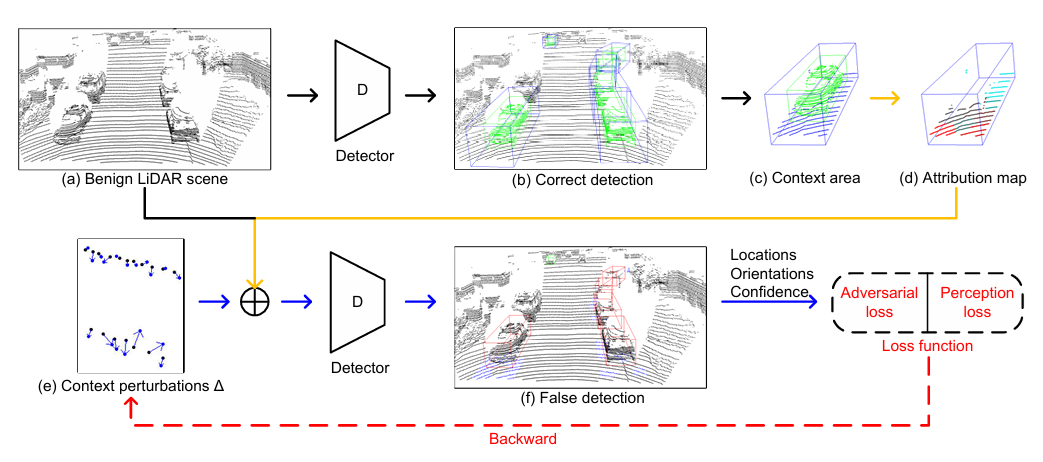 D
Detector
(a) Benign LiDAR scene
(b) Correct detection
(c) Context area
(d) Attribution map
D
Detector
(e) Context perturbations Δ
(f) False detection
Locations
Orientations
Confidence
Adversarial
loss
Perception
loss
Loss function
Backward